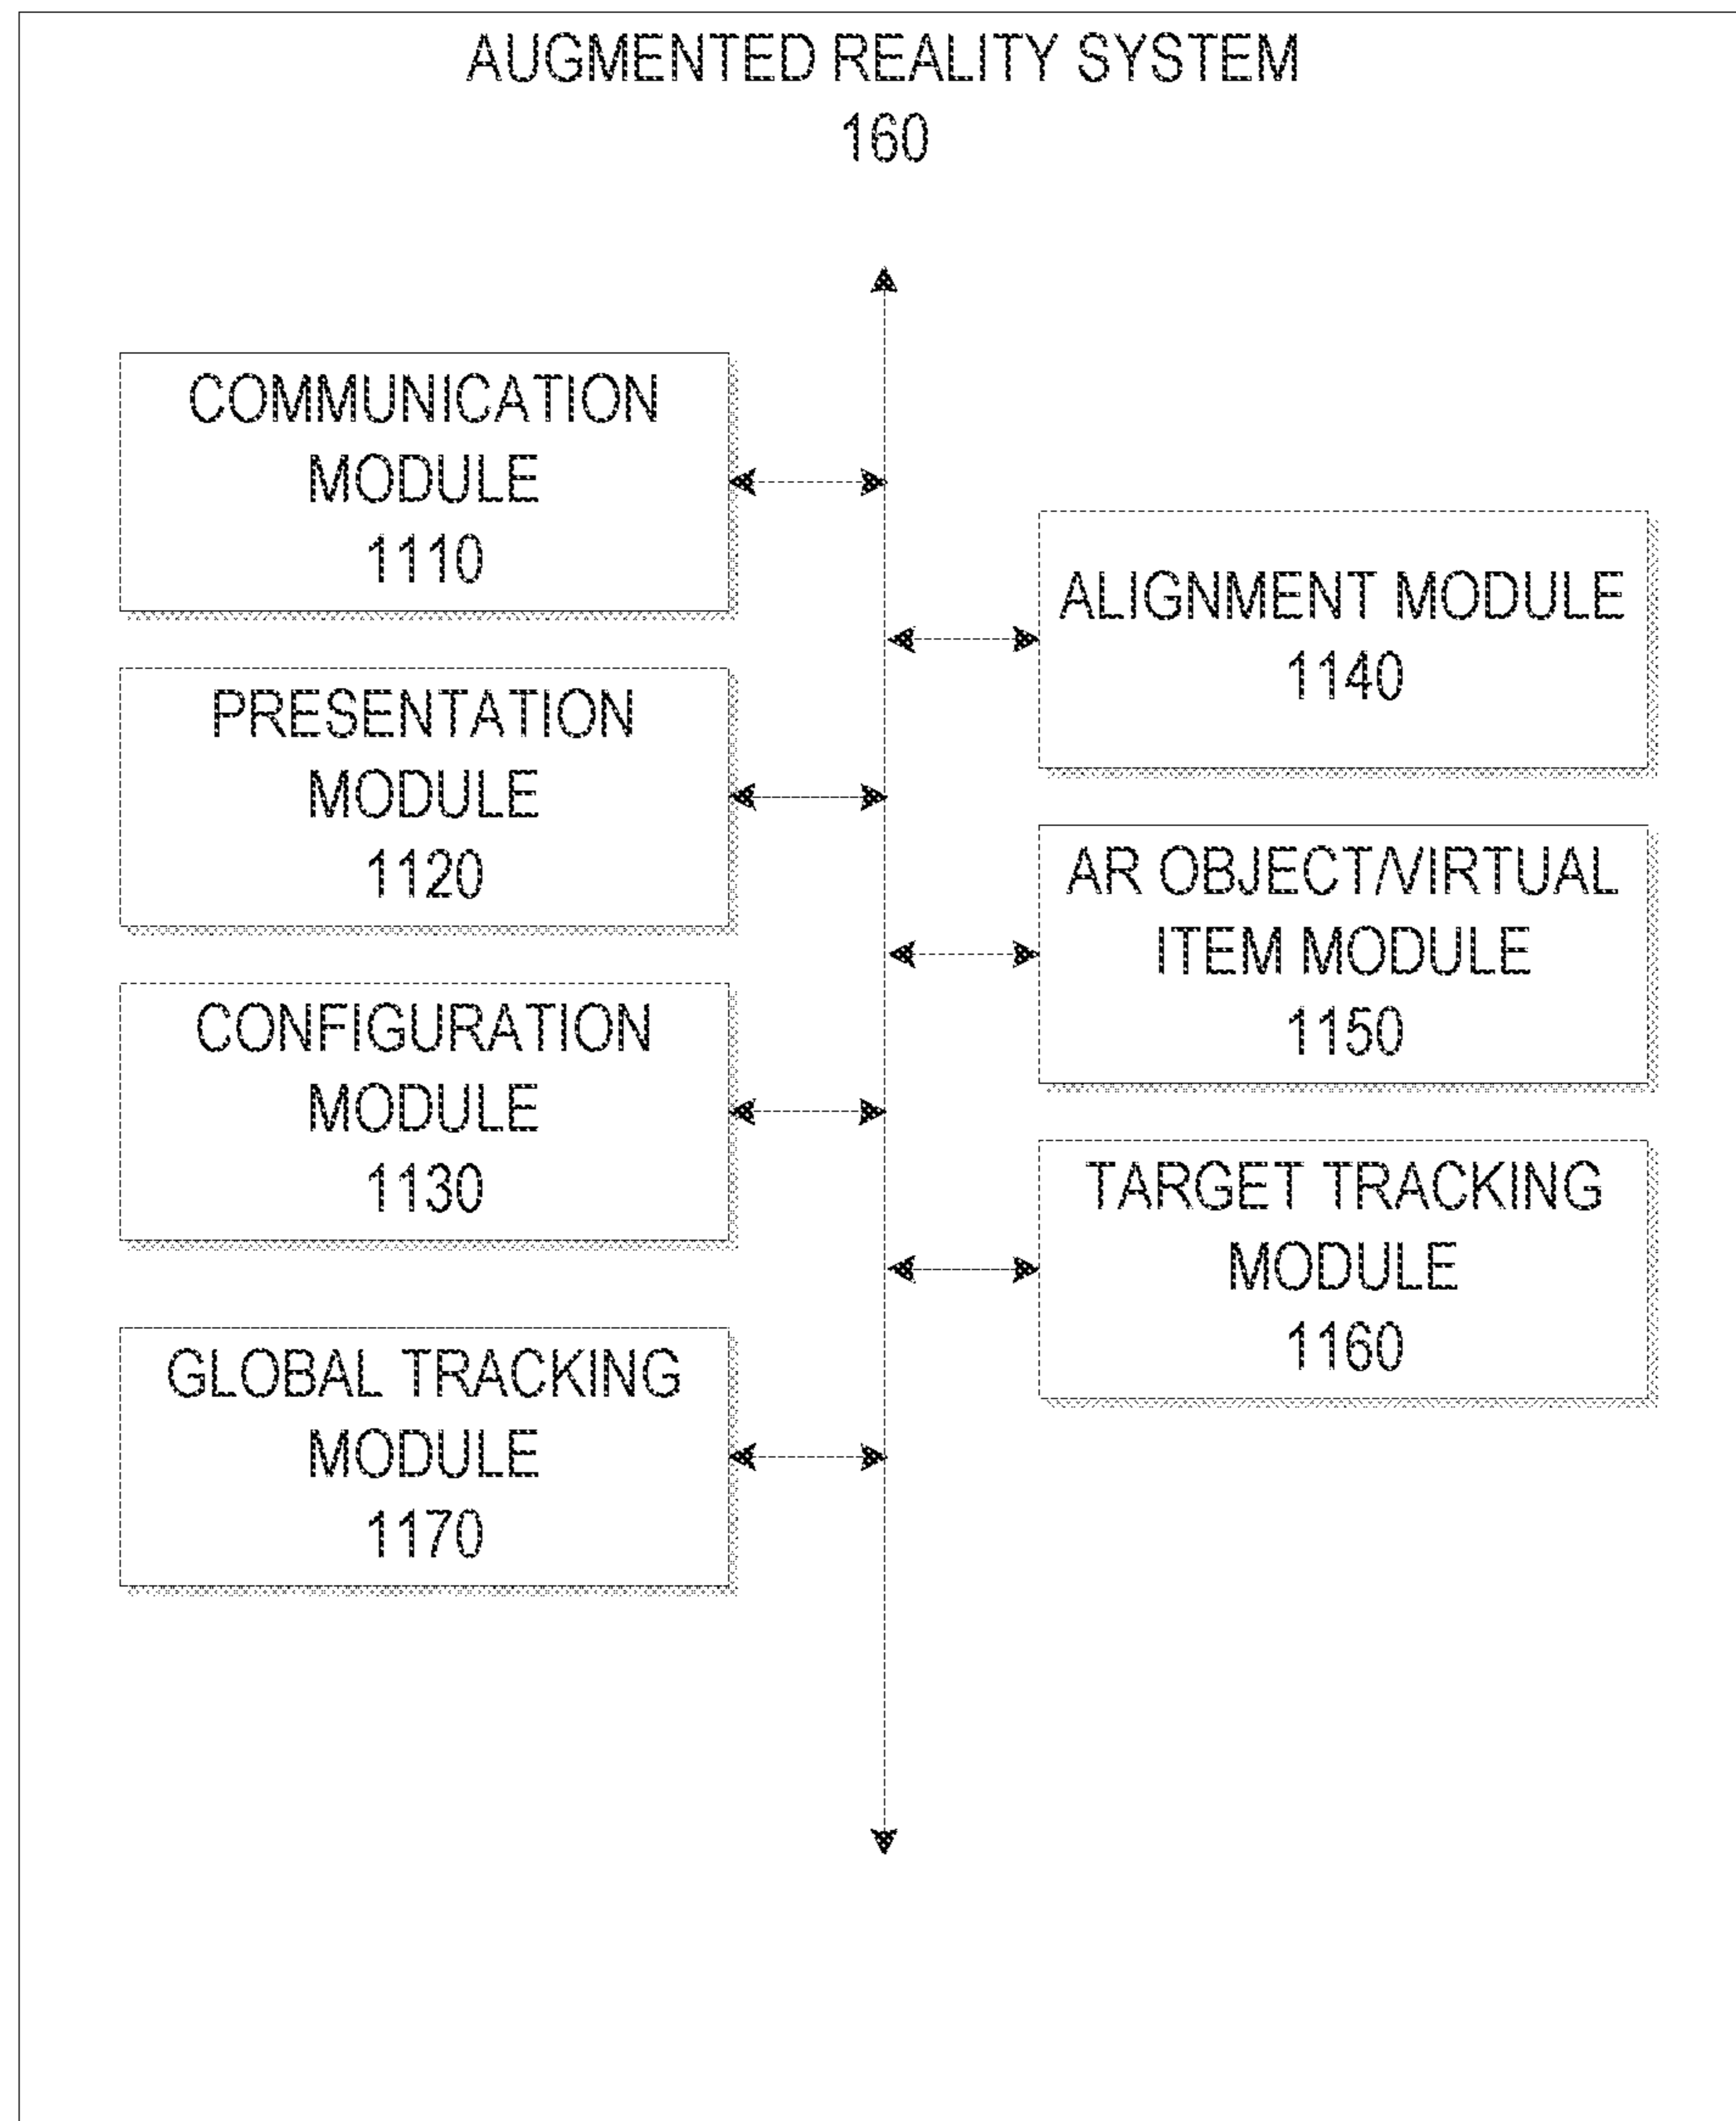 AUGMENTED REALITY SYSTEM
160
COMMUNICATION
MODULE
1110
PRESENTATION
MODULE
1120
CONFIGURATION
MODULE
1130
GLOBAL TRACKING
MODULE
1170
ALIGNMENT MODULE
1140
AR OBJECT/VIRTUAL
ITEM MODULE
1150
TARGET TRACKING
MODULE
1160